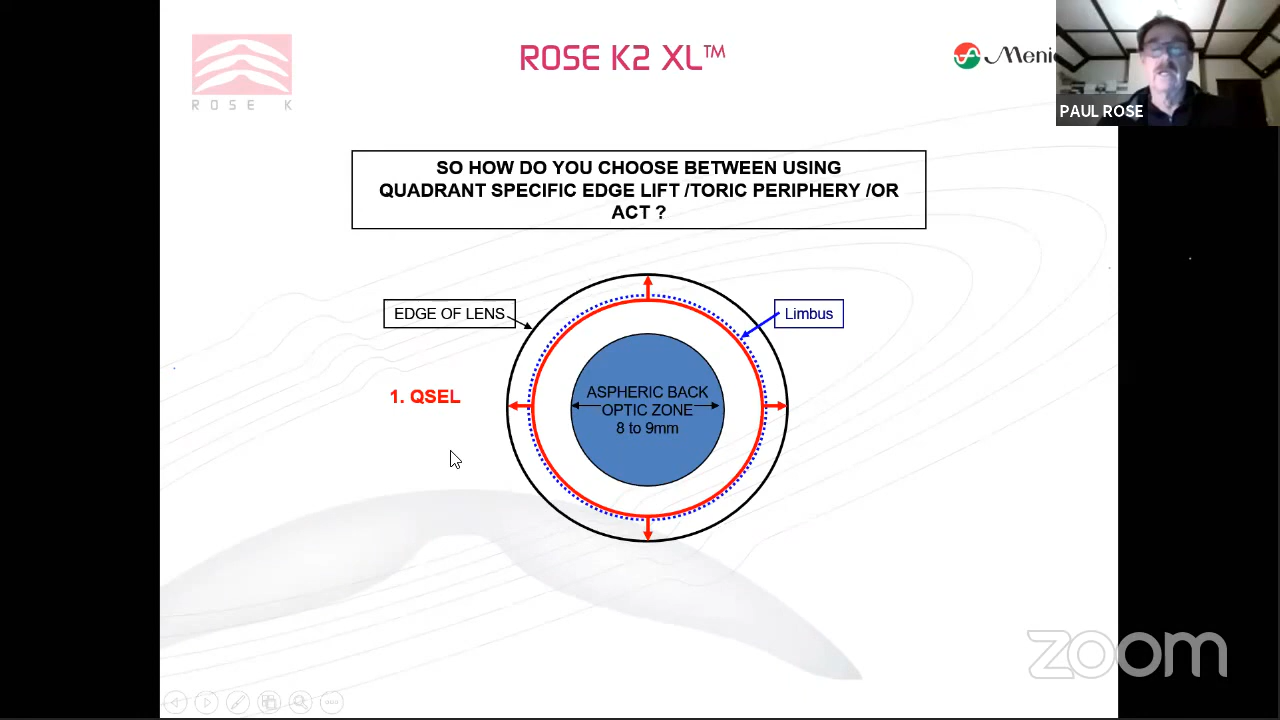 ROSE K2 XL™
Menic
PAUL ROSE
ROSE K
SO HOW DO YOU CHOOSE BETWEEN USING
QUADRANT SPECIFIC EDGE LIFT /TORIC PERIPHERY /OR
ACT ?
EDGE OF LENS
Limbus
1. QSEL
ASPHERIC BACK
OPTIC ZONE
8 to 9mm
zoom